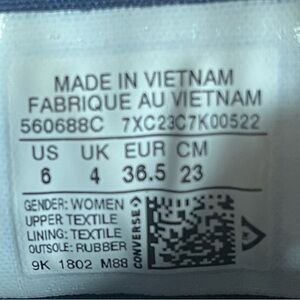 MADE IN VIETNAM
FABRIQUE AU VIETNAM
560688C 7XC23C7K00522
US UK EUR CM
6 4 36.5 23
GENDER: WOMEN
UPPER: TEXTILE
LINING: TEXTILE
OUTSOLE: RUBBER
9K 1802 M88
CONVERSE